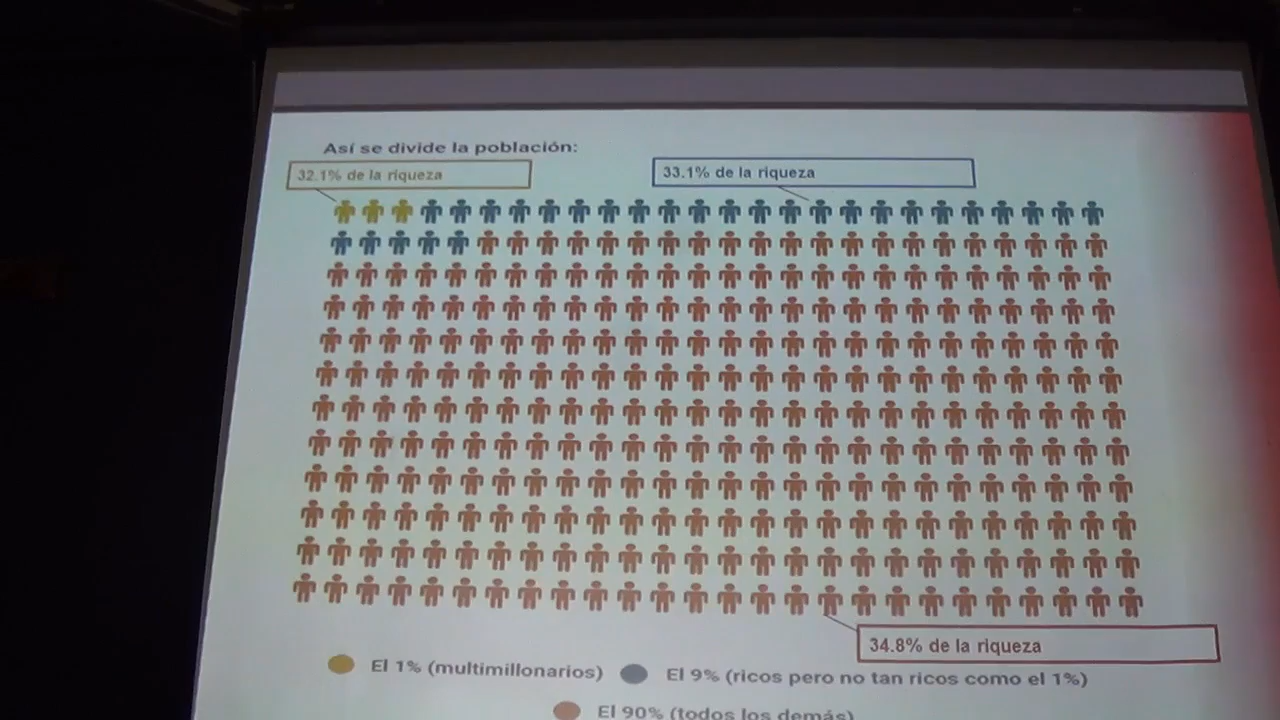 Así se divide la población:
32.1% de la riqueza
33.1% de la riqueza
34.8% de la riqueza
El 1% (multimillonarios)
El 9% (ricos pero no tan ricos como el 1%)
El 90% (todos los demás)